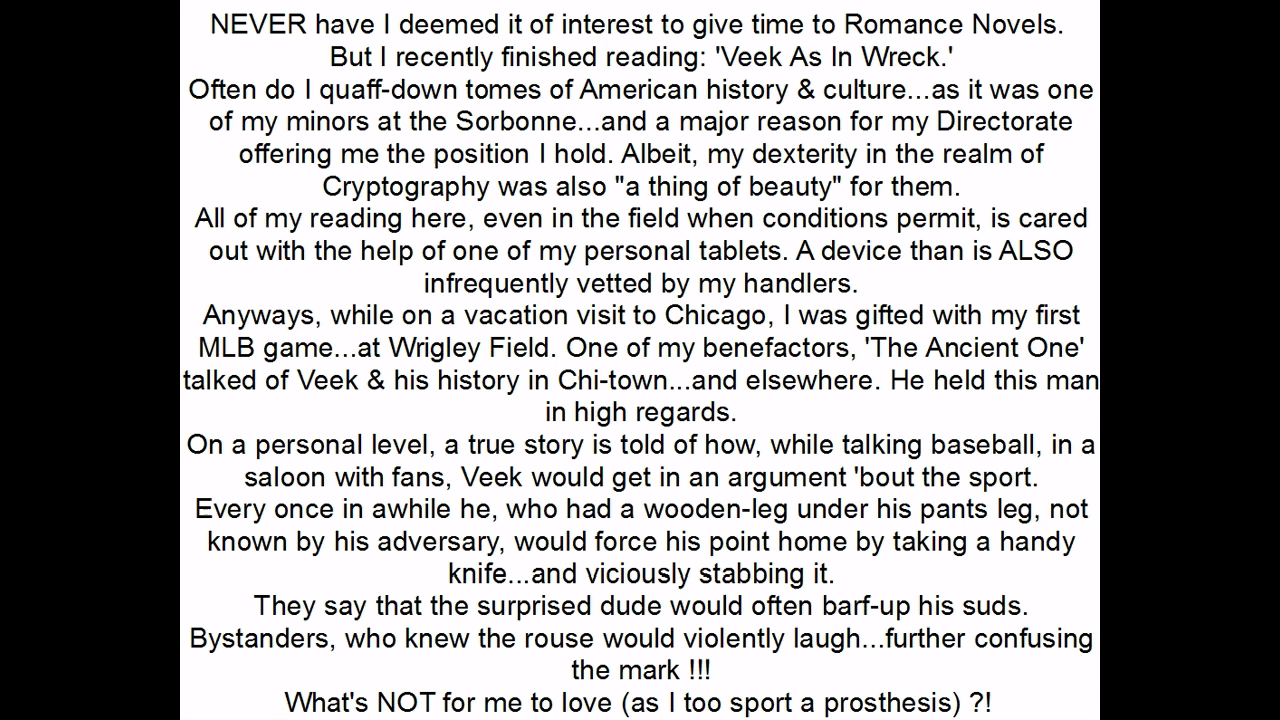 NEVER have I deemed it of interest to give time to Romance Novels.
But I recently finished reading: 'Veek As In Wreck.'
Often do I quaff-down tomes of American history & culture...as it was one
of my minors at the Sorbonne...and a major reason for my Directorate
offering me the position I hold. Albeit, my dexterity in the realm of
Cryptography was also "a thing of beauty" for them.
All of my reading here, even in the field when conditions permit, is cared
out with the help of one of my personal tablets. A device than is ALSO
infrequently vetted by my handlers.
Anyways, while on a vacation visit to Chicago, I was gifted with my first
MLB game...at Wrigley Field. One of my benefactors, 'The Ancient One'
talked of Veek & his history in Chi-town...and elsewhere. He held this man
in high regards.
On a personal level, a true story is told of how, while talking baseball, in a
saloon with fans, Veek would get in an argument 'bout the sport.
Every once in awhile he, who had a wooden-leg under his pants leg, not
known by his adversary, would force his point home by taking a handy
knife...and viciously stabbing it.
They say that the surprised dude would often barf-up his suds.
Bystanders, who knew the rouse would violently laugh...further confusing
the mark !!!
What's NOT for me to love (as I too sport a prosthesis) ?!